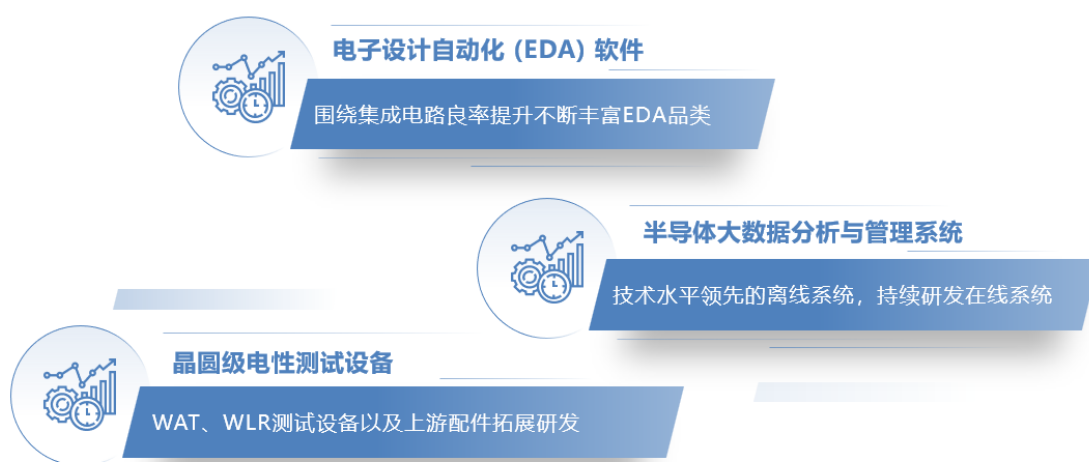 电子设计自动化 (EDA) 软件
围绕集成电路良率提升不断丰富EDA品类
半导体大数据分析与管理系统
技术水平领先的离线系统，持续研发在线系统
晶圆级电性测试设备
WAT、WLR测试设备以及上游配件拓展研发